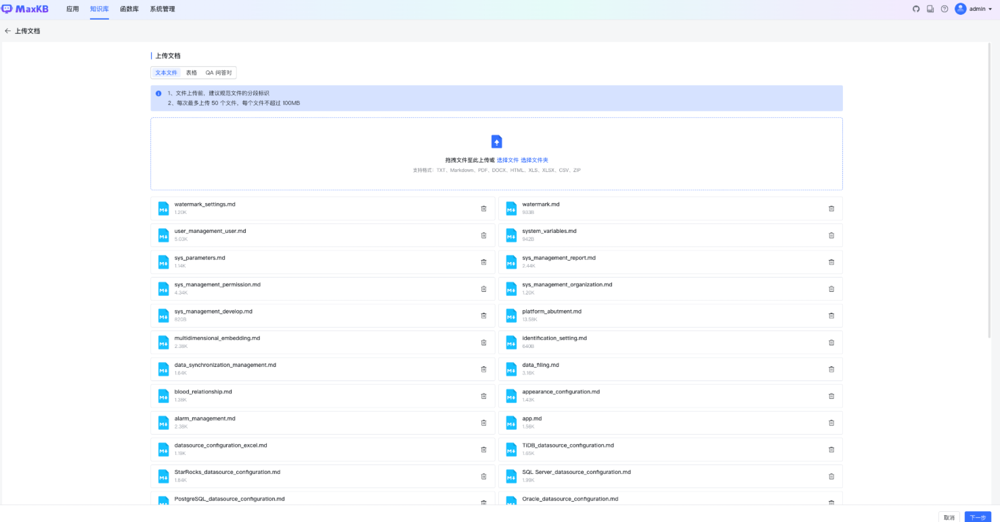 MaxKB 应用 知识库 函数库 系统管理 admin
上传文档
上传文档
文本文件 表格 QA 问答对
1、文件上传前，建议规范文件的分段标识
2、每次最多上传 50 个文件，每个文件不超过 100MB
拖拽文件至此上传或 选择文件 选择文件夹
支持格式：TXT、Markdown、PDF、DOCX、HTML、XLS、XLSX、CSV、ZIP
watermark_settings.md
1.20K
watermark.md
933B
user_management_user.md
5.03K
system_variables.md
942B
sys_parameters.md
1.14K
sys_management_report.md
2.44K
sys_management_permission.md
4.34K
sys_management_organization.md
1.20K
sys_management_develop.md
820B
platform_abutment.md
13.58K
multidimensional_embedding.md
2.38K
identification_setting.md
640B
data_synchronization_management.md
1.64K
data_filing.md
3.16K
blood_relationship.md
1.38K
appearance_configuration.md
1.43K
alarm_management.md
2.38K
app.md
1.56K
datasource_configuration_excel.md
1.19K
TiDB_datasource_configuration.md
1.65K
StarRocks_datasource_configuration.md
1.84K
SQL Server_datasource_configuration.md
1.99K
PostgreSQL_datasource_configuration.md
Oracle_datasource_configuration.md
取消 下一步